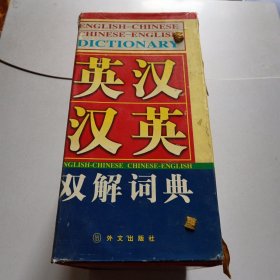 ENGLISH-CHINESE
CHINESE-ENGLISH
DICTIONARY
英汉
汉英
ENGLISH-CHINESE CHINESE-ENGLISH
双解词典
外文出版社